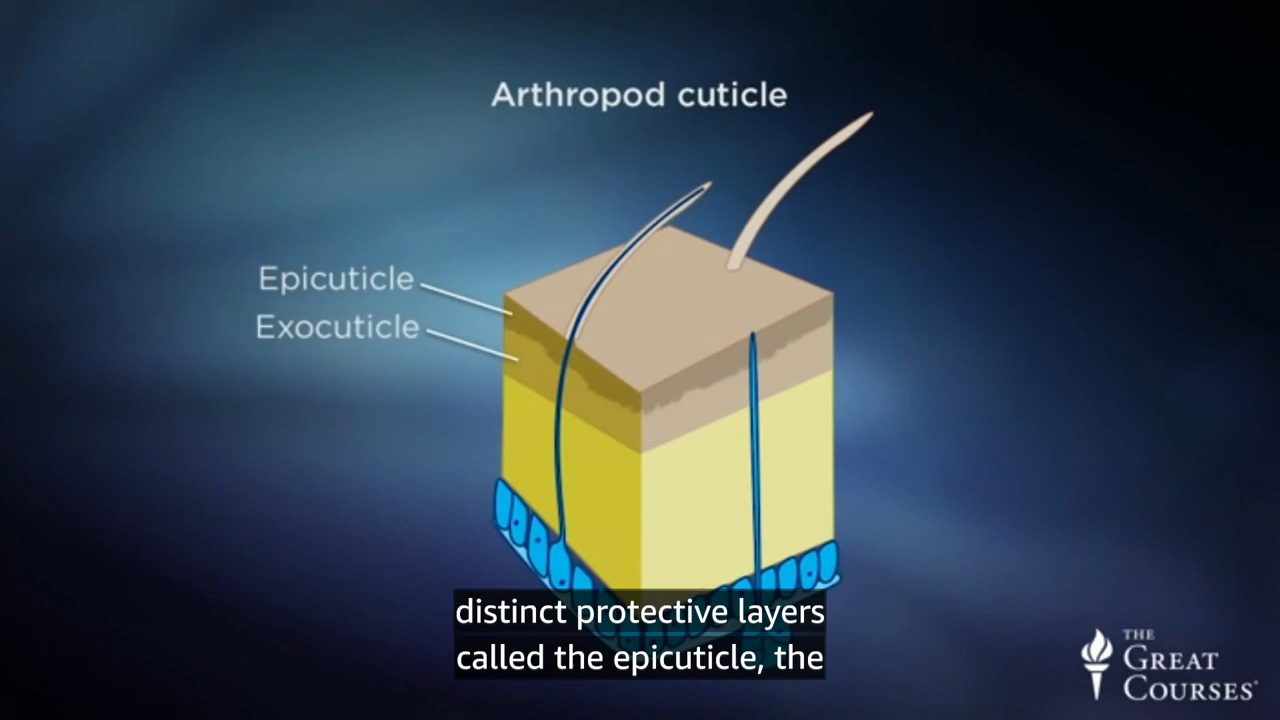 Arthropod cuticle
Epicuticle
Exocuticle
distinct protective layers
called the epicuticle, the
THE
GREAT
COURSES